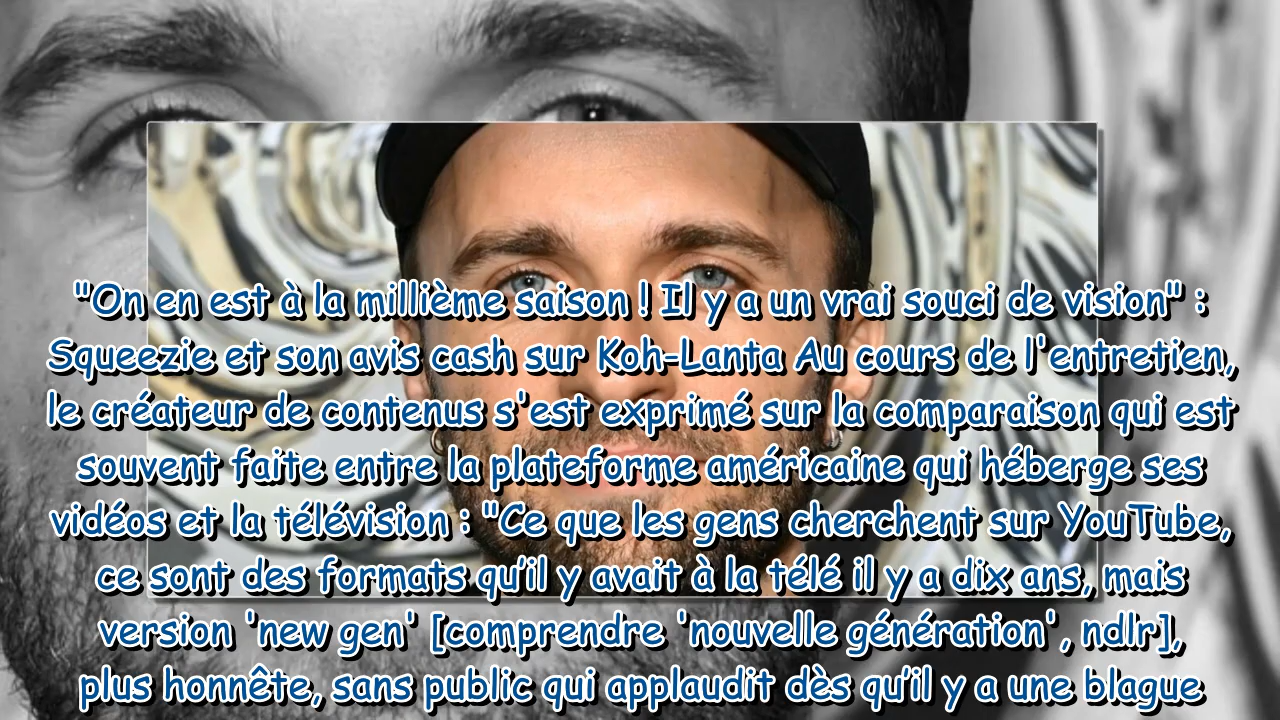 "On en est à la millième saison ! Il y a un vrai souci de vision" :
Squeezie et son avis cash sur Koh-Lanta Au cours de l'entretien,
le créateur de contenus s'est exprimé sur la comparaison qui est
souvent faite entre la plateforme américaine qui héberge ses
vidéos et la télévision : "Ce que les gens cherchent sur YouTube,
ce sont des formats qu'il y avait à la télé il y a dix ans, mais
version 'new gen' [comprendre 'nouvelle génération', ndlr],
plus honnête, sans public qui applaudit dès qu'il y a une blague